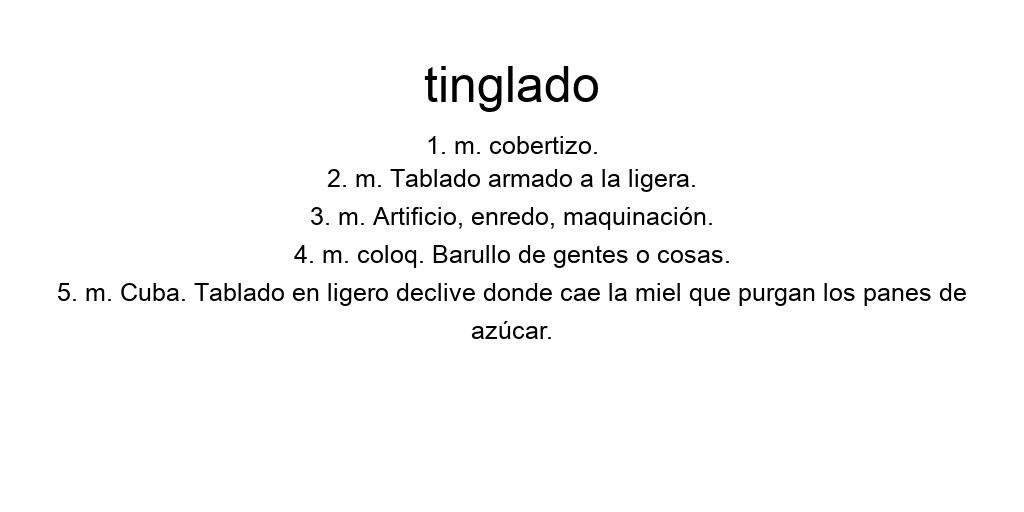 tinglado
1. m. cobertizo.
2. m. Tablado armado a la ligera.
3. m. Artificio, enredo, maquinación.
4. m. coloq. Barullo de gentes o cosas.
5. m. Cuba. Tablado en ligero declive donde cae la miel que purgan los panes de
azúcar.